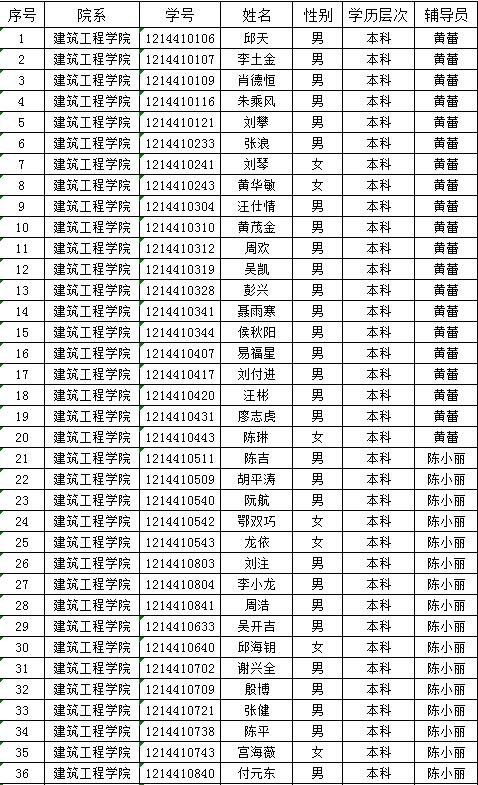 序号 院系 学号 姓名 性别 学历层次 辅导员
1 建筑工程学院 1214410106 邱天 男 本科 黄蕃
2 建筑工程学院 1214410107 李土金 男 本科 黄蕃
3 建筑工程学院 1214410109 肖德恒 男 本科 黄蕃
4 建筑工程学院 1214410116 朱乘风 男 本科 黄蕃
5 建筑工程学院 1214410121 刘攀 男 本科 黄蕃
6 建筑工程学院 1214410233 张浪 男 本科 黄蕃
7 建筑工程学院 1214410241 刘琴 女 本科 黄蕃
8 建筑工程学院 1214410243 黄华敏 女 本科 黄蕃
9 建筑工程学院 1214410304 汪仕情 男 本科 黄蕃
10 建筑工程学院 1214410310 黄茂金 男 本科 黄蕃
11 建筑工程学院 1214410312 周欢 男 本科 黄蕃
12 建筑工程学院 1214410319 吴凯 男 本科 黄蕃
13 建筑工程学院 1214410328 彭兴 男 本科 黄蕃
14 建筑工程学院 1214410341 聂雨寒 男 本科 黄蕃
15 建筑工程学院 1214410344 侯秋阳 男 本科 黄蕃
16 建筑工程学院 1214410407 易福星 男 本科 黄蕃
17 建筑工程学院 1214410417 刘付进 男 本科 黄蕃
18 建筑工程学院 1214410420 汪彬 男 本科 黄蕃
19 建筑工程学院 1214410431 廖志虎 男 本科 黄蕃
20 建筑工程学院 1214410443 陈琳 女 本科 黄蕃
21 建筑工程学院 1214410511 陈吉 男 本科 陈小丽
22 建筑工程学院 1214410509 胡平涛 男 本科 陈小丽
23 建筑工程学院 1214410540 阮航 男 本科 陈小丽
24 建筑工程学院 1214410542 鄂双巧 女 本科 陈小丽
25 建筑工程学院 1214410543 龙依 女 本科 陈小丽
26 建筑工程学院 1214410803 刘注 男 本科 陈小丽
27 建筑工程学院 1214410804 李小龙 男 本科 陈小丽
28 建筑工程学院 1214410841 周浩 男 本科 陈小丽
29 建筑工程学院 1214410633 吴开吉 男 本科 陈小丽
30 建筑工程学院 1214410640 邱海钥 女 本科 陈小丽
31 建筑工程学院 1214410702 谢兴全 男 本科 陈小丽
32 建筑工程学院 1214410709 殷博 男 本科 陈小丽
33 建筑工程学院 1214410721 张健 男 本科 陈小丽
34 建筑工程学院 1214410738 陈平 男 本科 陈小丽
35 建筑工程学院 1214410743 宫海薇 女 本科 陈小丽
36 建筑工程学院 1214410840 付元东 男 本科 陈小丽